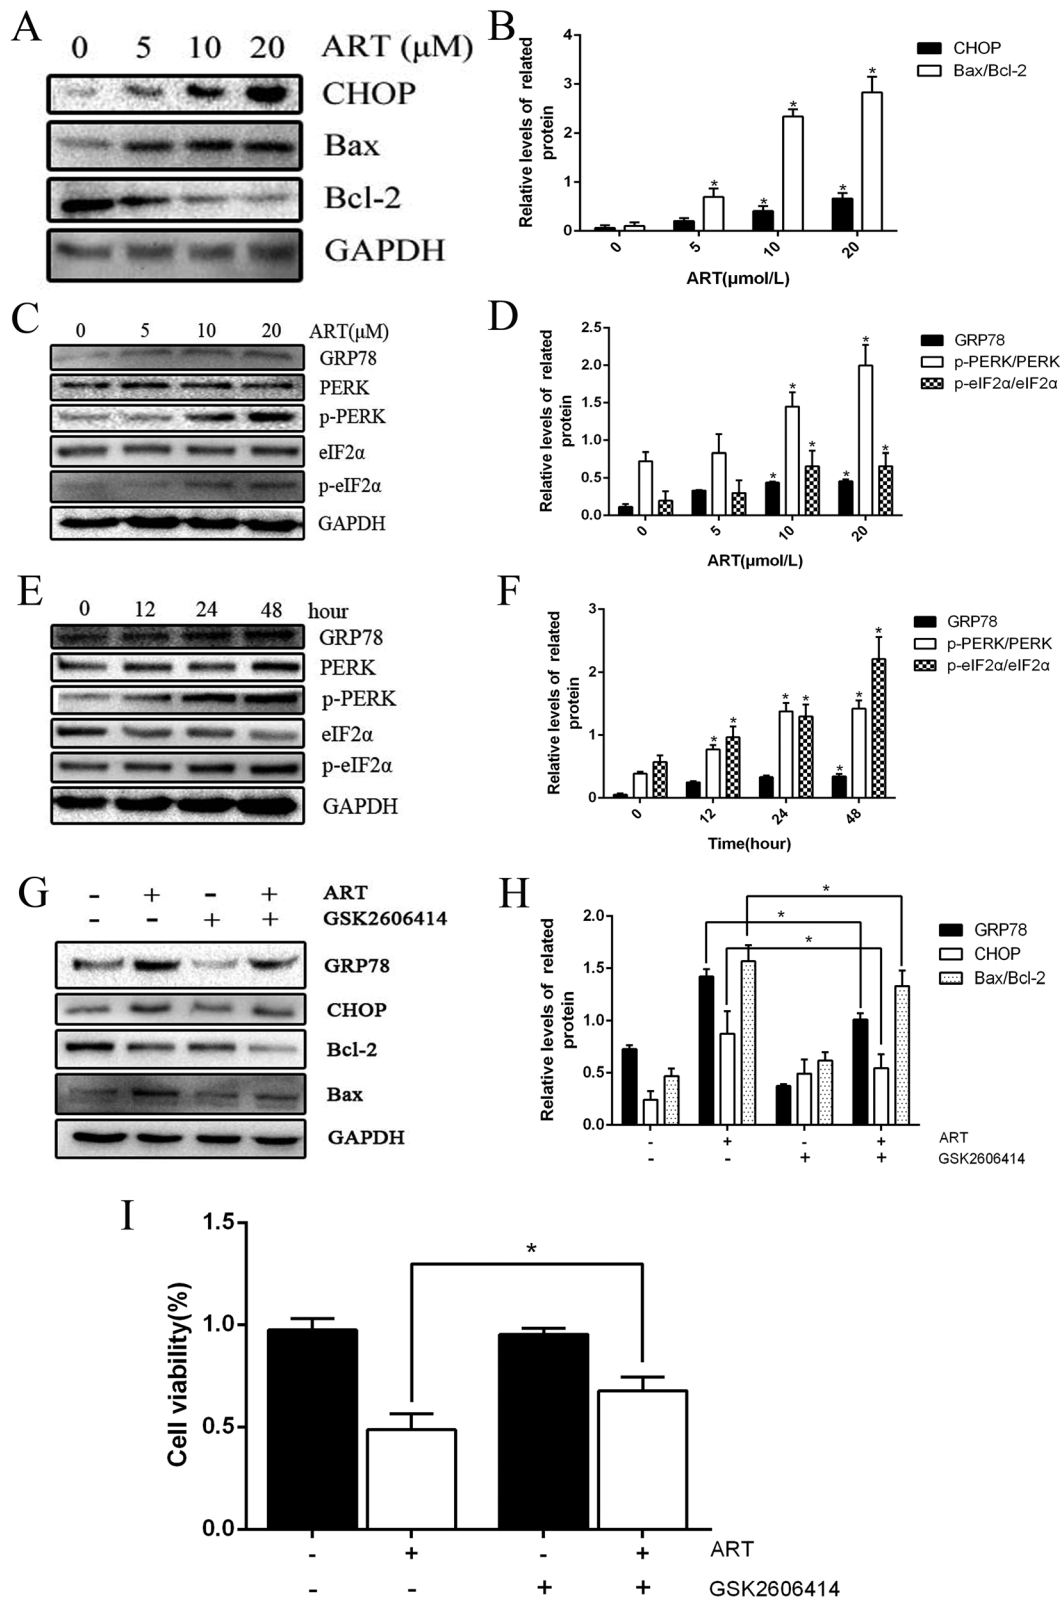 A
0 5 10 20 ART (μM)
CHOP
Bax
Bcl-2
GAPDH
B
Relative levels of related
protein
4
3
2
1
0
0 5 10 20
ART(μmol/L)
CHOP
Bax/Bcl-2
* * * * *
C
0 5 10 20 ART(μM)
GRP78
PERK
p-PERK
eIF2α
p-eIF2α
GAPDH
D
Relative levels of related
protein
2.5
2.0
1.5
1.0
0.5
0.0
0 5 10 20
ART(μmol/L)
GRP78
p-PERK/PERK
p-eIF2α/eIF2α
* * * * * *
E
0 12 24 48 hour
GRP78
PERK
p-PERK
eIF2α
p-eIF2α
GAPDH
F
Relative levels of related
protein
3
2
1
0
0 12 24 48
Time(hour)
GRP78
p-PERK/PERK
p-eIF2α/eIF2α
* * * * * * *
G
- + - + ART
- - + + GSK2606414
GRP78
CHOP
Bcl-2
Bax
GAPDH
H
Relative levels of related
protein
2.0
1.5
1.0
0.5
0.0
* * *
GRP78
CHOP
Bax/Bcl-2
- + - + ART
- - + + GSK2606414
I
Cell viability(%)
1.5
1.0
0.5
0.0
*
- + - + ART
- - + + GSK2606414